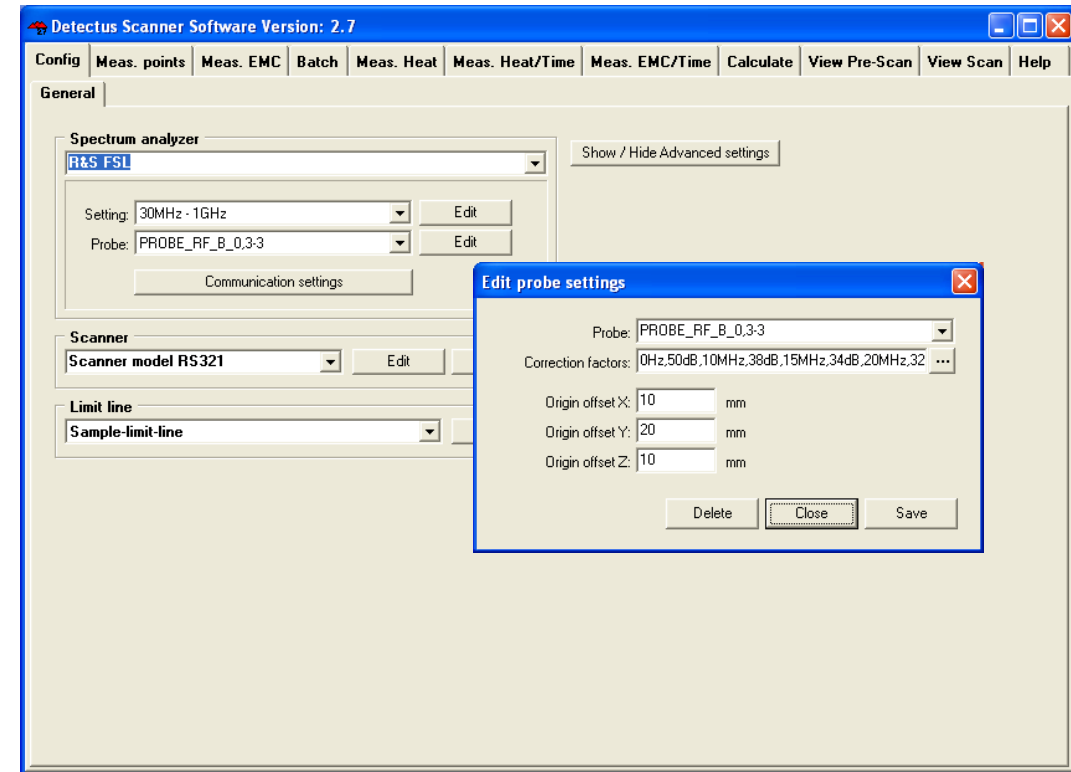 Detectus Scanner Software Version: 2.7
Config Meas. points Meas. EMC Batch Meas. Heat Meas. Heat/Time Meas. EMC/Time Calculate View Pre-Scan View Scan Help
General
Spectrum analyzer
R&S FSL
Show / Hide Advanced settings
Setting: 30MHz - 1GHz Edit
Probe: PROBE_RF_B_0,3-3 Edit
Communication settings
Scanner
Scanner model RS321 Edit
Limit line
Sample-limit-line
Edit probe settings
Probe: PROBE_RF_B_0,3-3
Correction factors: 0Hz,50dB,10MHz,38dB,15MHz,34dB,20MHz,32 ...
Origin offset X: 10 mm
Origin offset Y: 20 mm
Origin offset Z: 10 mm
Delete Close Save